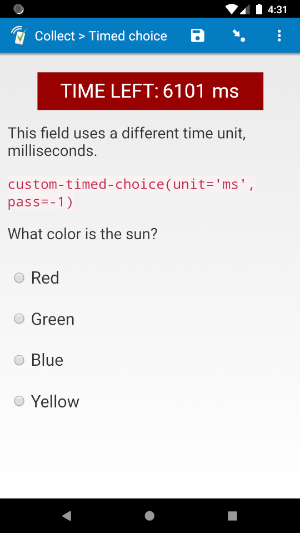 4:31
Collect > Timed choice
TIME LEFT: 6101 ms
This field uses a different time unit,
milliseconds.
custom-timed-choice(unit='ms',
pass=-1)
What color is the sun?
Red
Green
Blue
Yellow